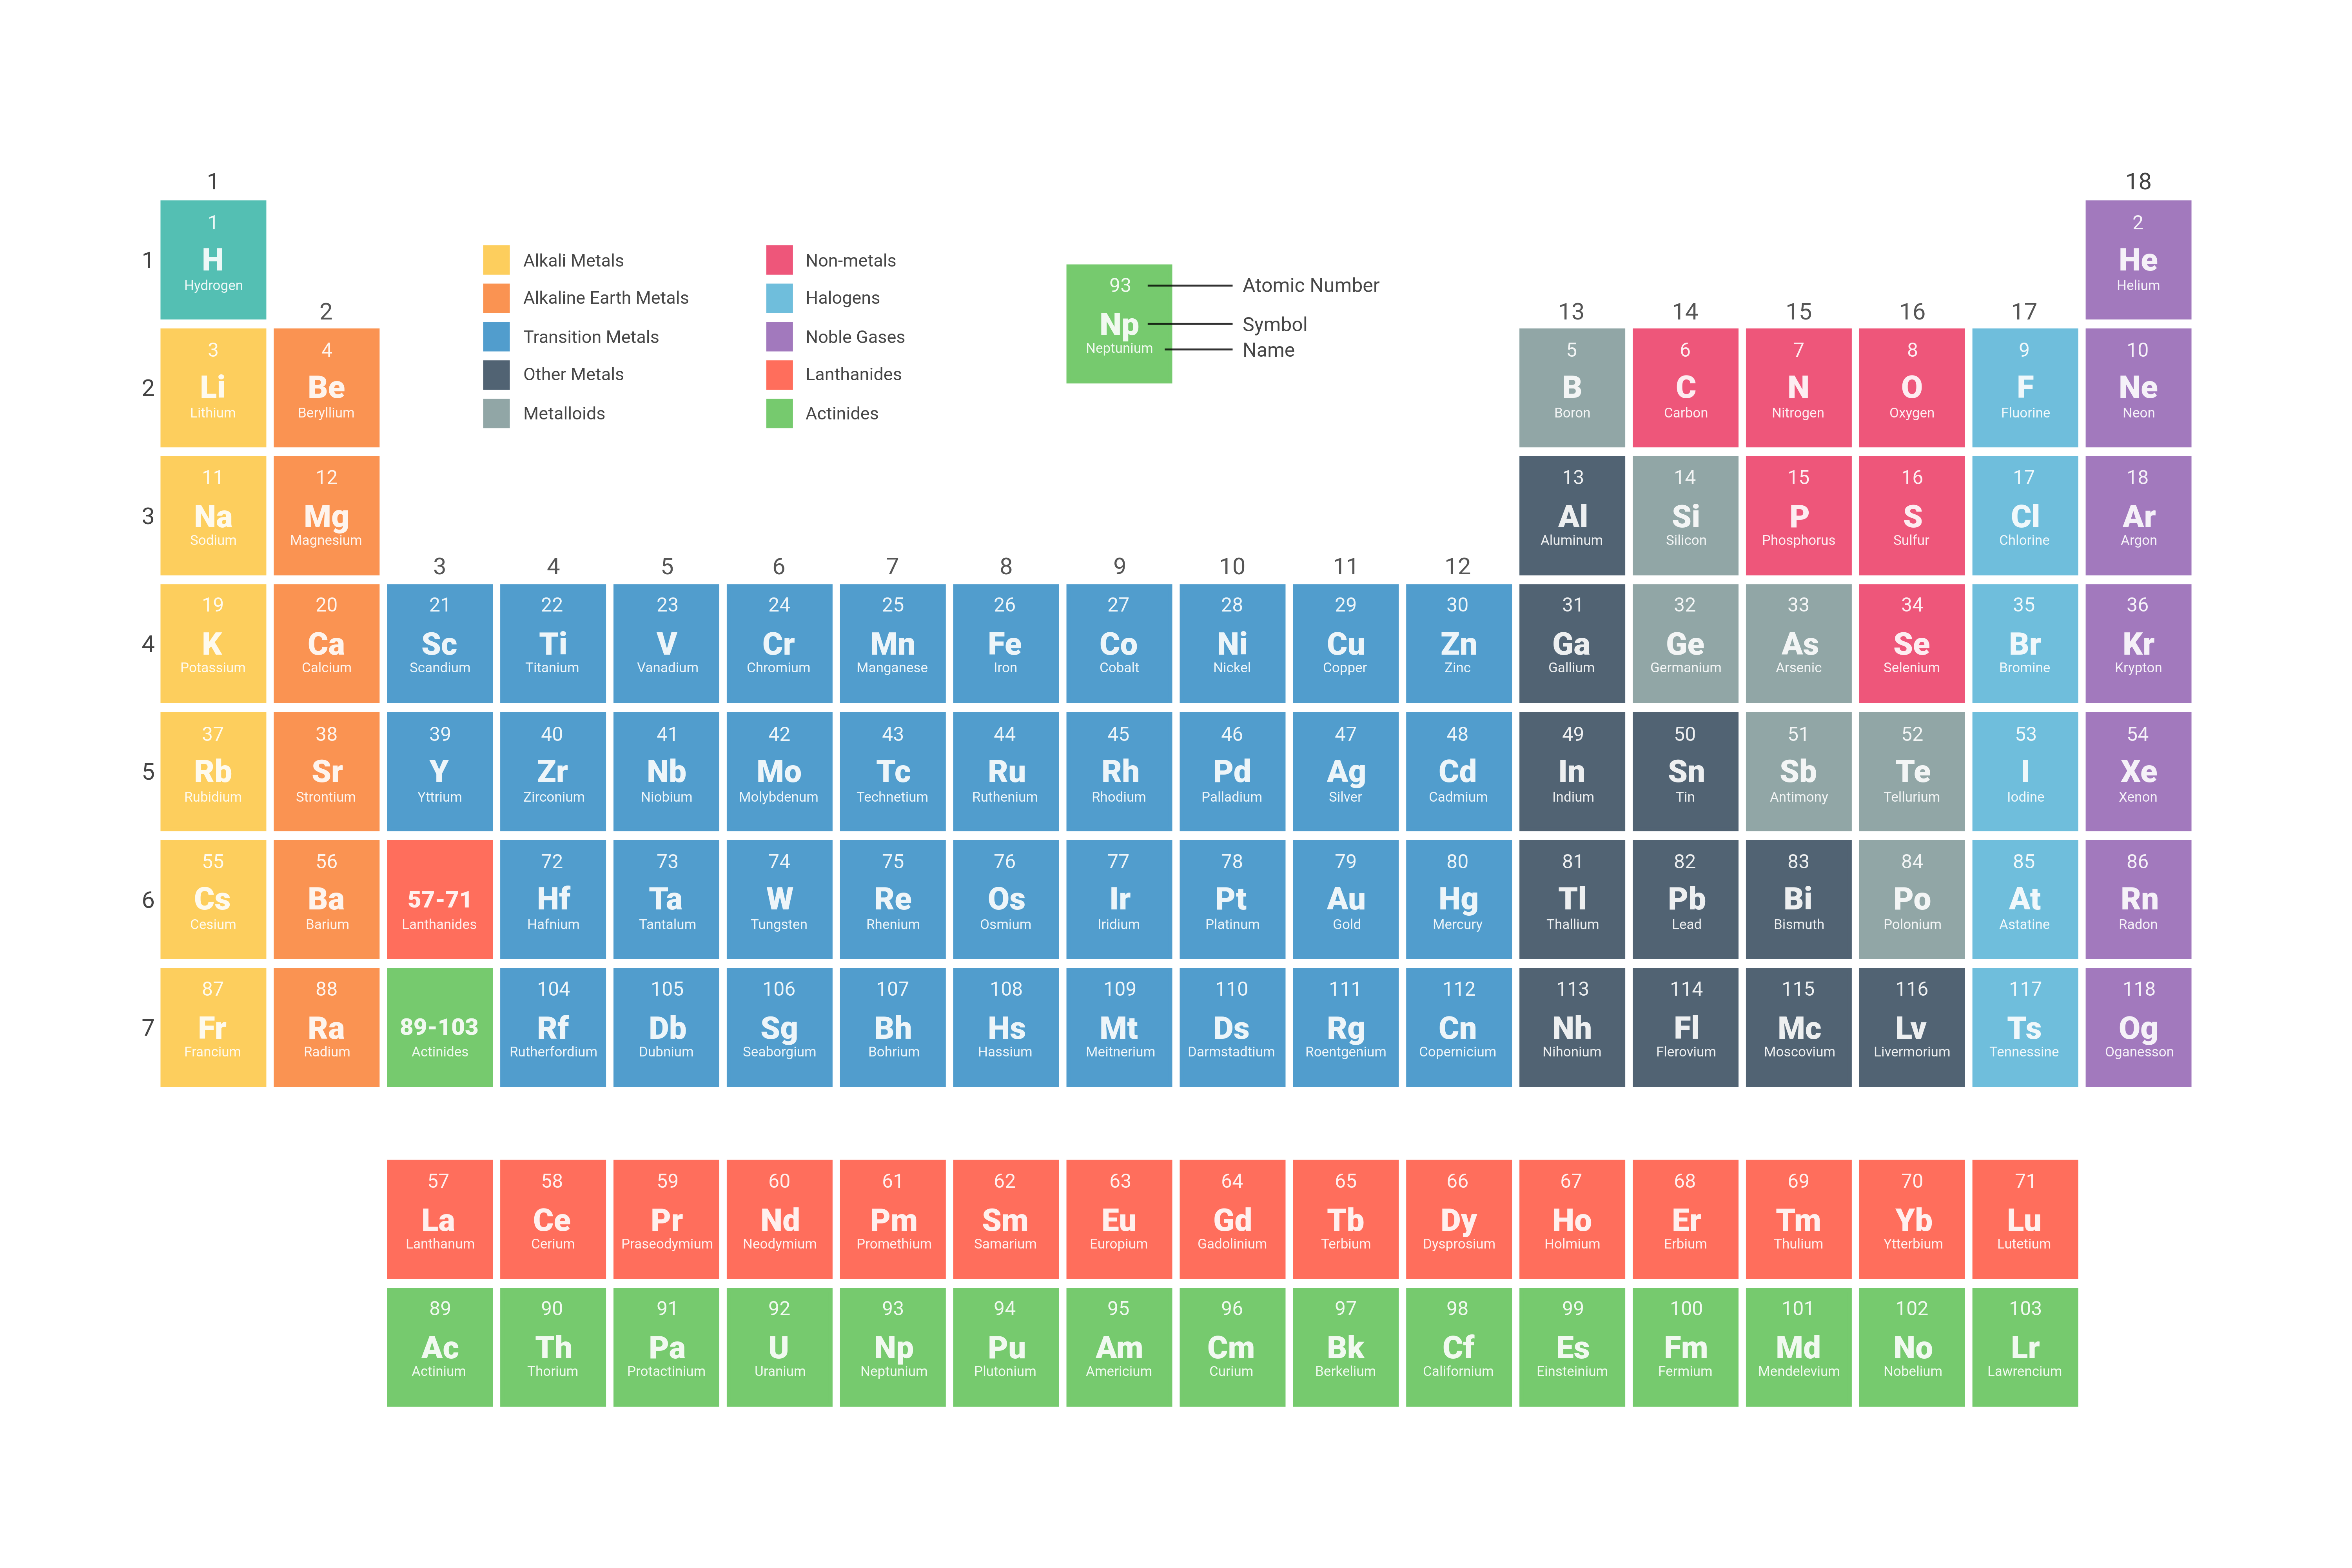 1 18
1 2
H He
1 Hydrogen Helium
Alkali Metals Non-metals
Alkaline Earth Metals Halogens
Transition Metals Noble Gases
Other Metals Lanthanides
Metalloids Actinides
93 Atomic Number
Np Symbol
Neptunium Name
2 13 14 15 16 17
3 4 5 6 7 8 9 10
2 Li Be B C N O F Ne
Lithium Beryllium Boron Carbon Nitrogen Oxygen Fluorine Neon
11 12 13 14 15 16 17 18
3 Na Mg Al Si P S Cl Ar
Sodium Magnesium Aluminum Silicon Phosphorus Sulfur Chlorine Argon
3 4 5 6 7 8 9 10 11 12
19 20 21 22 23 24 25 26 27 28 29 30 31 32 33 34 35 36
4 K Ca Sc Ti V Cr Mn Fe Co Ni Cu Zn Ga Ge As Se Br Kr
Potassium Calcium Scandium Titanium Vanadium Chromium Manganese Iron Cobalt Nickel Copper Zinc Gallium Germanium Arsenic Selenium Bromine Krypton
37 38 39 40 41 42 43 44 45 46 47 48 49 50 51 52 53 54
5 Rb Sr Y Zr Nb Mo Tc Ru Rh Pd Ag Cd In Sn Sb Te I Xe
Rubidium Strontium Yttrium Zirconium Niobium Molybdenum Technetium Ruthenium Rhodium Palladium Silver Cadmium Indium Tin Antimony Tellurium Iodine Xenon
55 56 72 73 74 75 76 77 78 79 80 81 82 83 84 85 86
6 Cs Ba 57-71 Hf Ta W Re Os Ir Pt Au Hg Tl Pb Bi Po At Rn
Cesium Barium Lanthanides Hafnium Tantalum Tungsten Rhenium Osmium Iridium Platinum Gold Mercury Thallium Lead Bismuth Polonium Astatine Radon
87 88 104 105 106 107 108 109 110 111 112 113 114 115 116 117 118
7 Fr Ra 89-103 Rf Db Sg Bh Hs Mt Ds Rg Cn Nh Fl Mc Lv Ts Og
Francium Radium Actinides Rutherfordium Dubnium Seaborgium Bohrium Hassium Meitnerium Darmstadtium Roentgenium Copernicium Nihonium Flerovium Moscovium Livermorium Tennessine Oganesson
57 58 59 60 61 62 63 64 65 66 67 68 69 70 71
La Ce Pr Nd Pm Sm Eu Gd Tb Dy Ho Er Tm Yb Lu
Lanthanum Cerium Praseodymium Neodymium Promethium Samarium Europium Gadolinium Terbium Dysprosium Holmium Erbium Thulium Ytterbium Lutetium
89 90 91 92 93 94 95 96 97 98 99 100 101 102 103
Ac Th Pa U Np Pu Am Cm Bk Cf Es Fm Md No Lr
Actinium Thorium Protactinium Uranium Neptunium Plutonium Americium Curium Berkelium Californium Einsteinium Fermium Mendelevium Nobelium Lawrencium